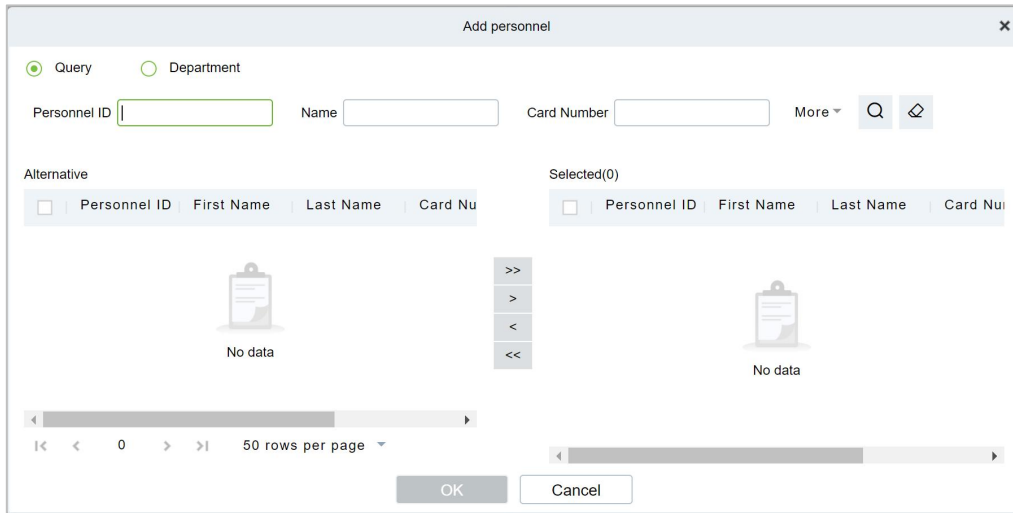 Add personnel
Query Department
Personnel ID Name Card Number More
Alternative Selected(0)
Personnel ID First Name Last Name Card Nu Personnel ID First Name Last Name Card Nu
>>
>
<
<<
No data
No data
0 50 rows per page
OK Cancel